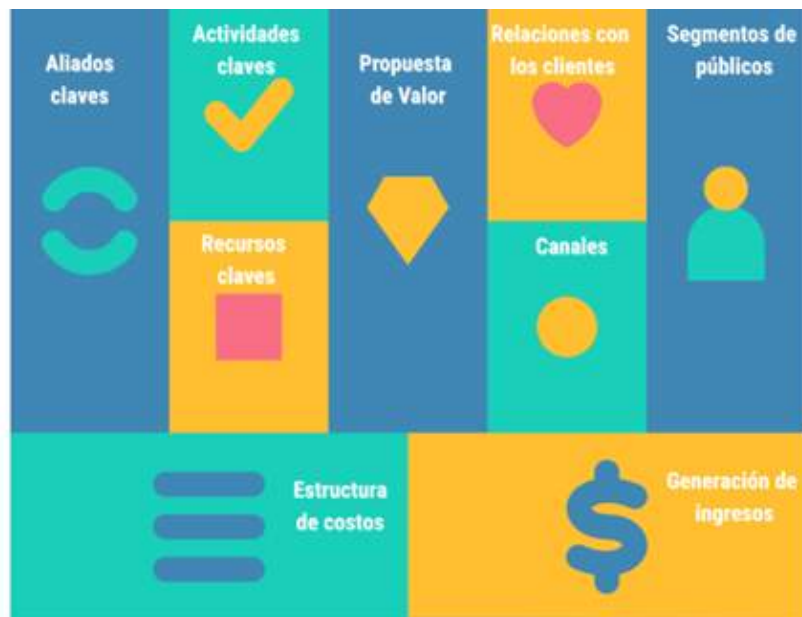 Aliados
claves
Actividades
claves
Recursos
claves
Propuesta
de Valor
Relaciones con
los clientes
Canales
Segmentos de
públicos
Estructura
de costos
Generación de
ingresos